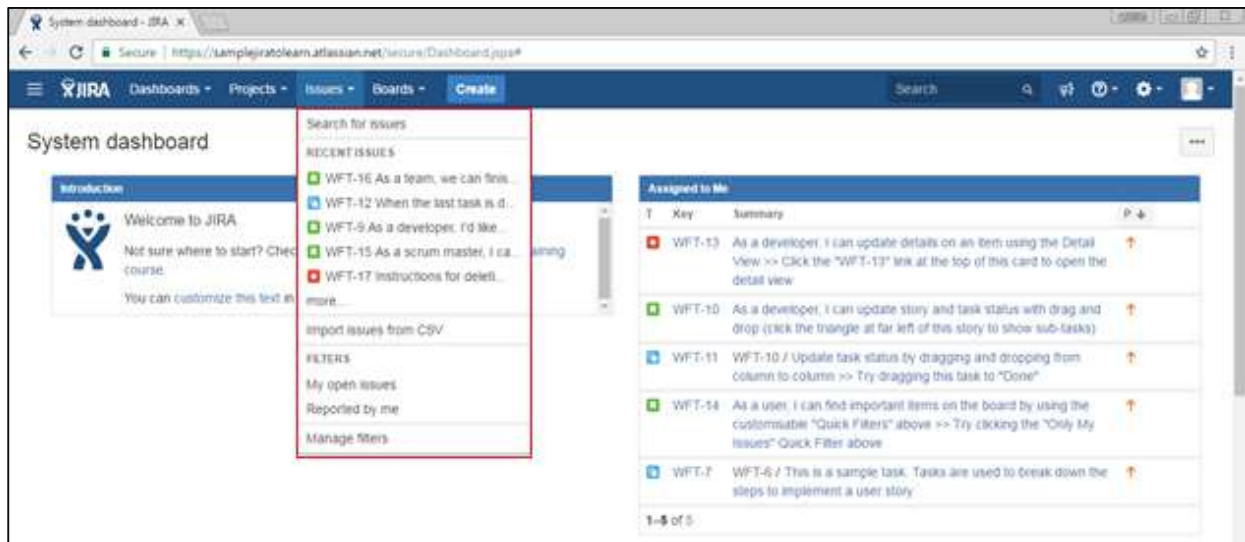 System dashboard - JIRA
Secure | https://samplejiratolearn.atlassian.net/secure/Dashboard.jspa#
JIRA Dashboards Projects Issues Boards Create Search
System dashboard
Search for issues
RECENT ISSUES
WFT-16 As a team, we can finis...
WFT-12 When the last task is d...
WFT-9 As a developer, I'd like...
WFT-15 As a scrum master, I ca...
WFT-17 Instructions for deleti...
more...
Import issues from CSV
FILTERS
My open issues
Reported by me
Manage filters
Introduction
Welcome to JIRA
Not sure where to start? Chec
course.
You can customize this text in
Assigned to Me
T Key Summary P
WFT-13 As a developer, I can update details on an item using the Detail
View >> Click the "WFT-13" link at the top of this card to open the
detail view
WFT-10 As a developer, I can update story and task status with drag and
drop (click the triangle at far left of this story to show sub-tasks)
WFT-11 WFT-10 / Update task status by dragging and dropping from
column to column >> Try dragging this task to "Done"
WFT-14 As a user, I can find important items on the board by using the
customisable "Quick Filters" above >> Try clicking the "Only My
Issues" Quick Filter above
WFT-7 WFT-6 / This is a sample task. Tasks are used to break down the
steps to implement a user story
1–5 of 5